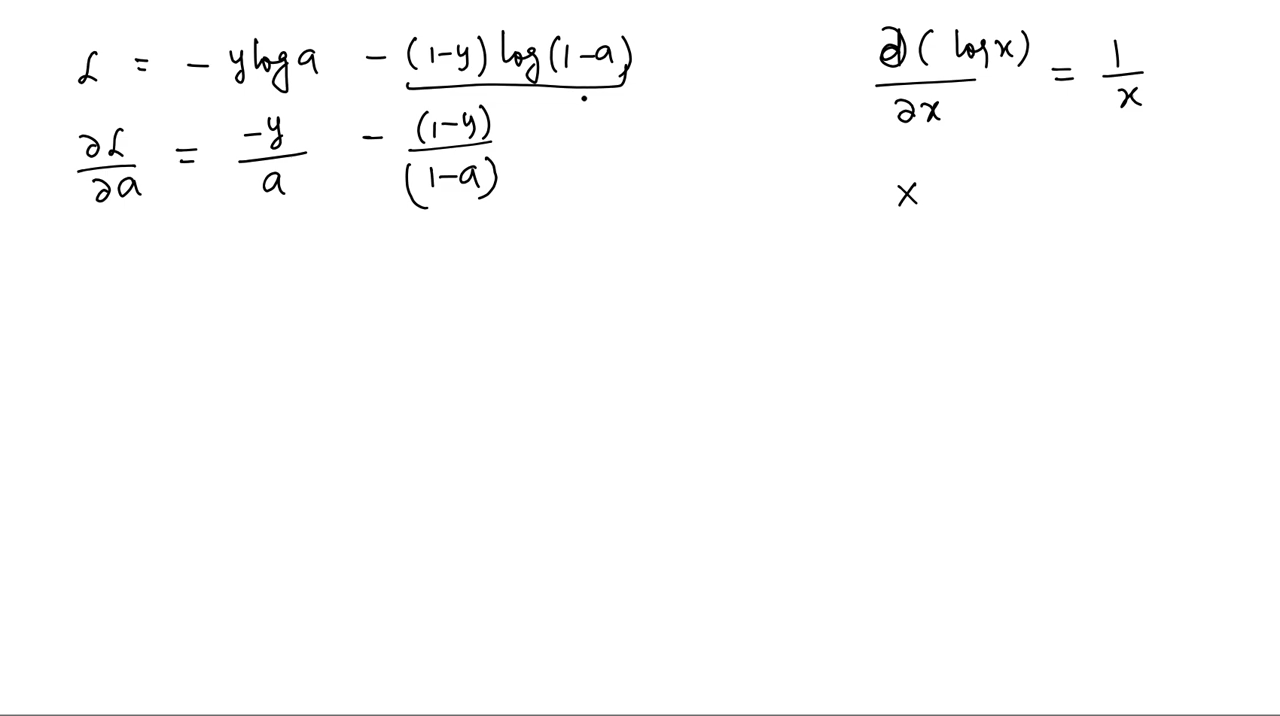 L = - y log a - (1-y) log(1-a)
∂L/∂a = -y/a - (1-y)/(1-a)
∂(log x)/∂x = 1/x
x